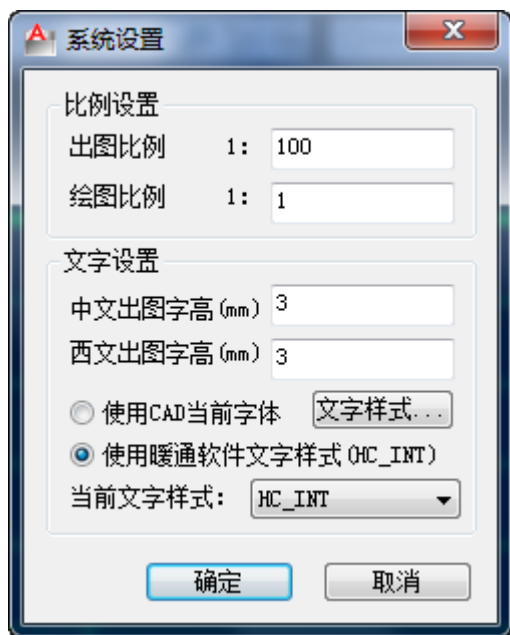 系统设置
比例设置
出图比例 1: 100
绘图比例 1: 1
文字设置
中文出图字高(mm) 3
西文出图字高(mm) 3
使用CAD当前字体 文字样式...
使用暖通软件文字样式(HC_INT)
当前文字样式: HC_INT
确定 取消